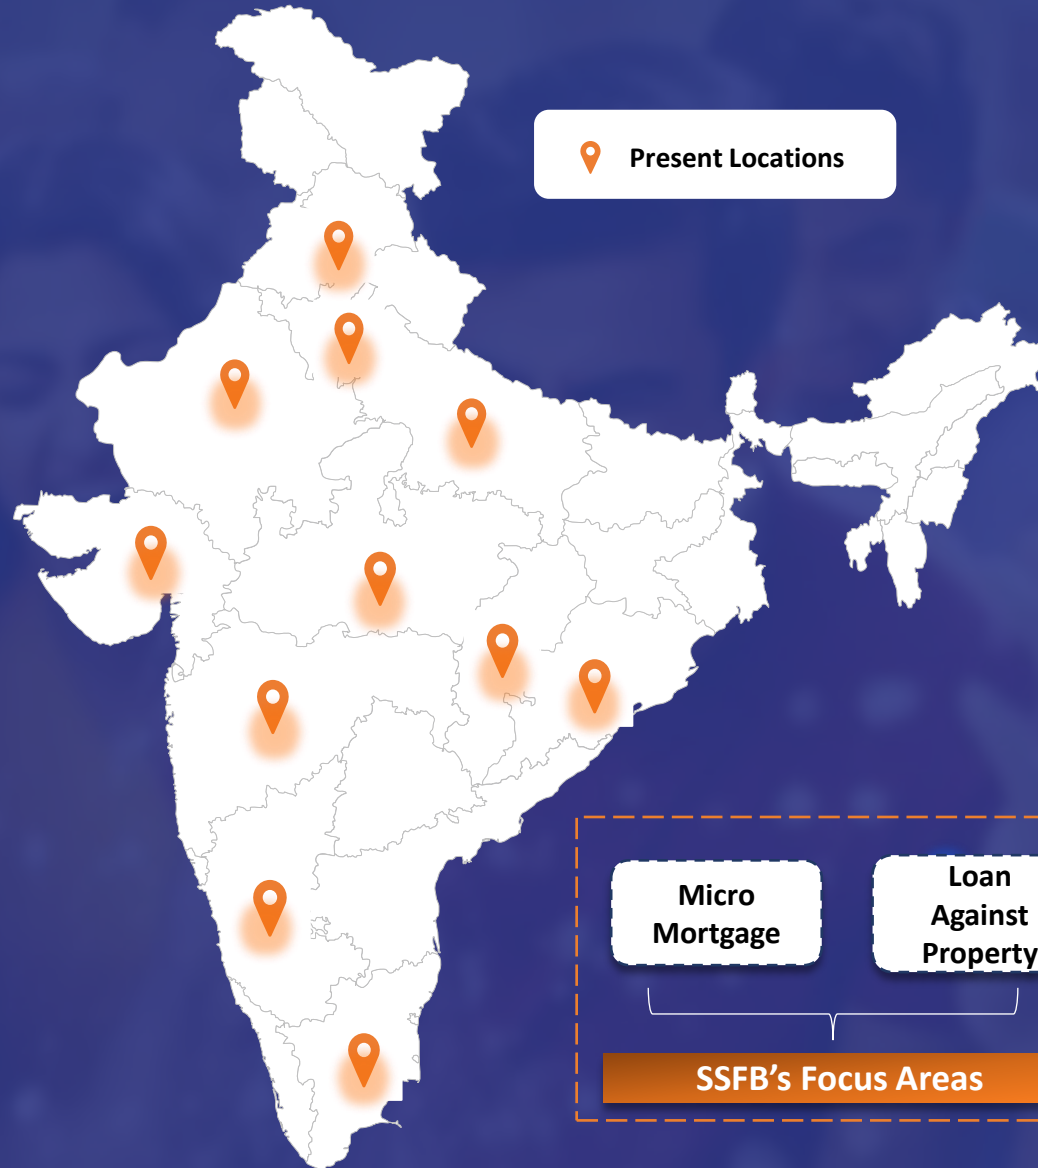 Present Locations
Micro
Mortgage
Loan
Against
Property
SSFB's Focus Areas